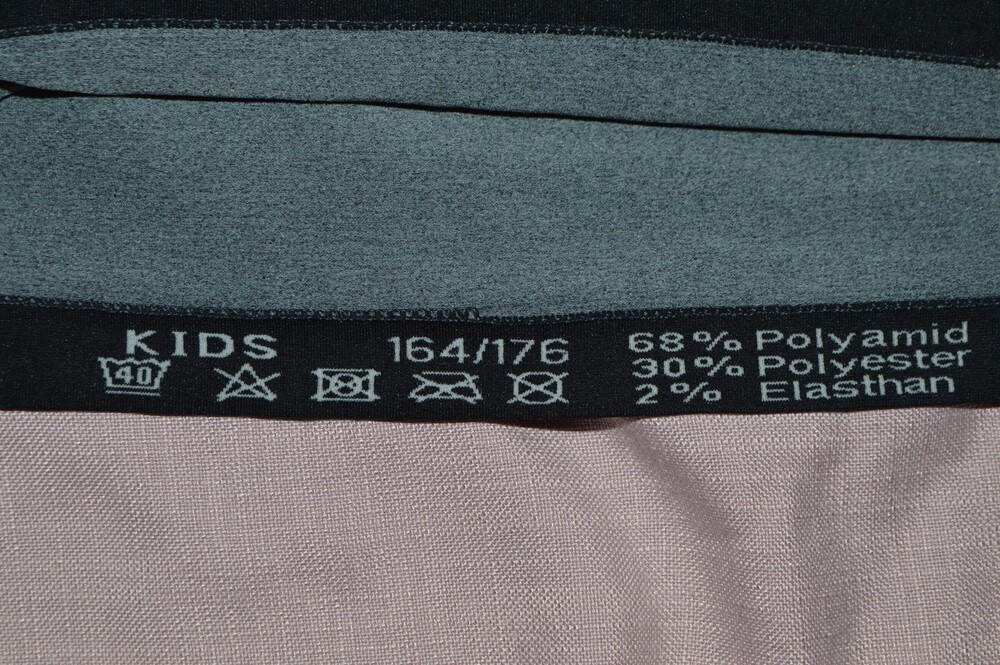 KIDS
164/176
40
68% Polyamid
30% Polyester
2% Elasthan